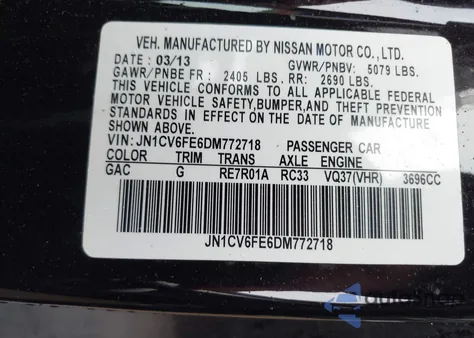 VEH. MANUFACTURED BY NISSAN MOTOR CO., LTD.
DATE: 03/13 GVWR/PNBV: 5079 LBS.
GAWR/PNBE FR: 2405 LBS. RR: 2690 LBS.
THIS VEHICLE CONFORMS TO ALL APPLICABLE FEDERAL
MOTOR VEHICLE SAFETY, BUMPER, AND THEFT PREVENTION
STANDARDS IN EFFECT ON THE DATE OF MANUFACTURE
SHOWN ABOVE.
VIN: JN1CV6FE6DM772718 PASSENGER CAR
COLOR TRIM TRANS AXLE ENGINE
GAC G RE7R01A RC33 VQ37(VHR) 3696CC
JN1CV6FE6DM772718